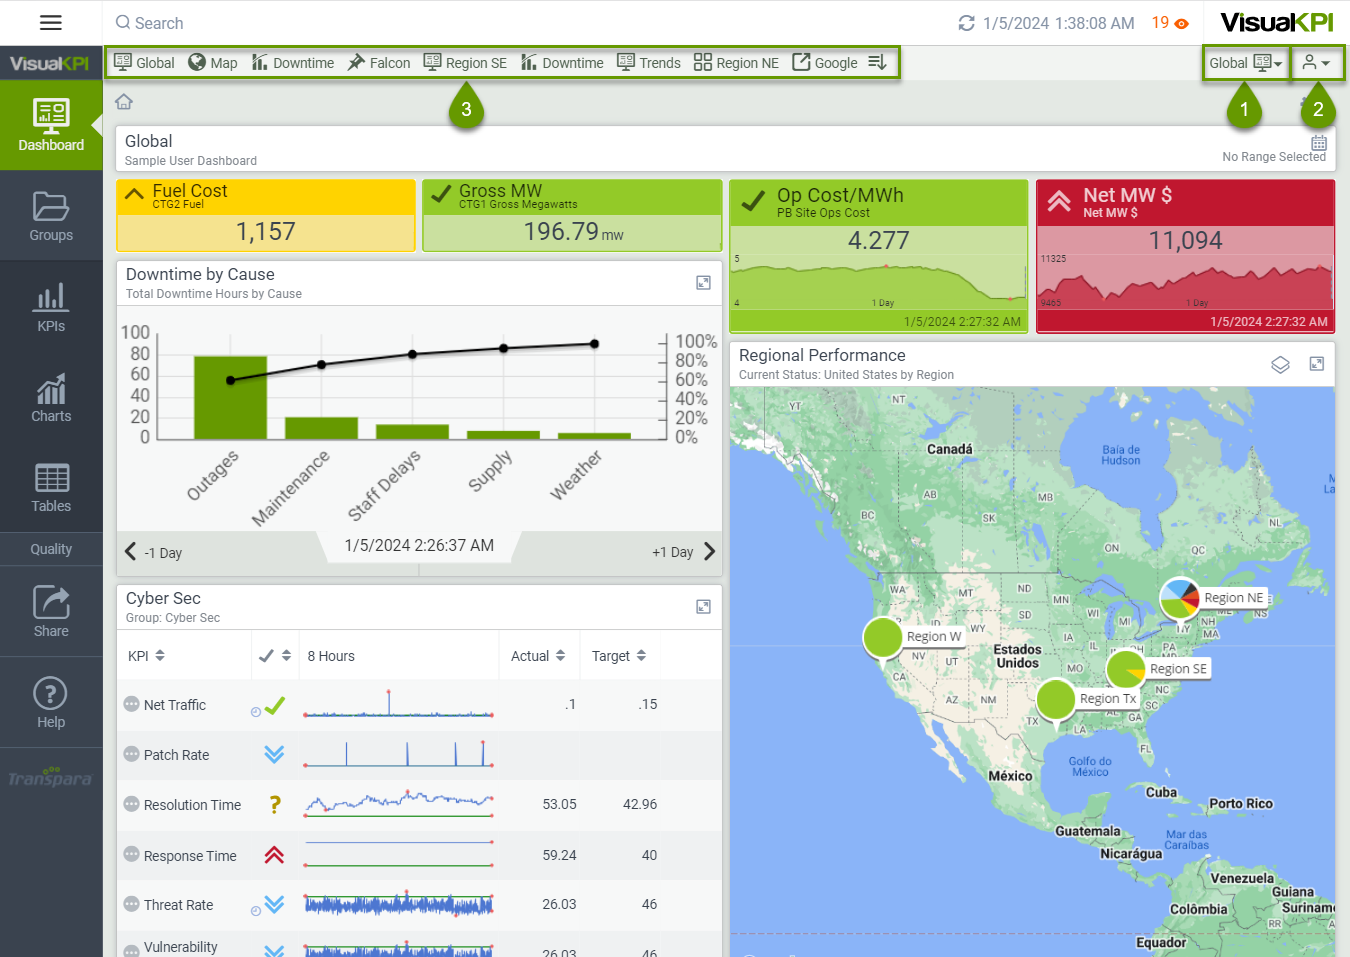 Search
1/5/2024 1:38:08 AM
19
VisualKPI
VisualKPI
Global Map Downtime Falcon Region SE Downtime Trends Region NE Google
Global
3
1
2
Dashboard
Groups
KPIs
Charts
Tables
Quality
Share
Help
Transpara
Global
Sample User Dashboard
No Range Selected
Fuel Cost
CTG2 Fuel
1,157
Gross MW
CTG1 Gross Megawatts
196.79 mw
Op Cost/MWh
PB Site Ops Cost
4.277
5
4
1 Day
1/5/2024 2:27:32 AM
Net MW $
Net MW $
11,094
11325
9465
1 Day
1/5/2024 2:27:32 AM
Downtime by Cause
Total Downtime Hours by Cause
100
80
60
40
20
0
100%
80%
60%
40%
20%
0%
Outages
Maintenance
Staff Delays
Supply
Weather
-1 Day
1/5/2024 2:26:37 AM
+1 Day
Cyber Sec
Group: Cyber Sec
KPI 8 Hours Actual Target
Net Traffic .1 .15
Patch Rate
Resolution Time ? 53.05 42.96
Response Time 59.24 40
Threat Rate 26.03 46
Vulnerability 26.03 46
Regional Performance
Current Status: United States by Region
YT
NT
Canadá
Baía de
Hudson
AB
MB
BC
SK
NL
ON
QC
WA
MT
ND
MN
SD
WI
MI
WY
IA
IL
NV
UT
CA
AZ
NM
Estados
Unidos
MO
OH
PA
NY
NH
MA
MD
NC
SC
GA
TX
LA
FL
Region NE
Region W
Region SE
Region Tx
Golfo do
México
México
Cuba
Porto Rico
Guatemala
Mar das
Caraíbas
Nicarágua
Venezuela
Guiana
Colômbia
Equador